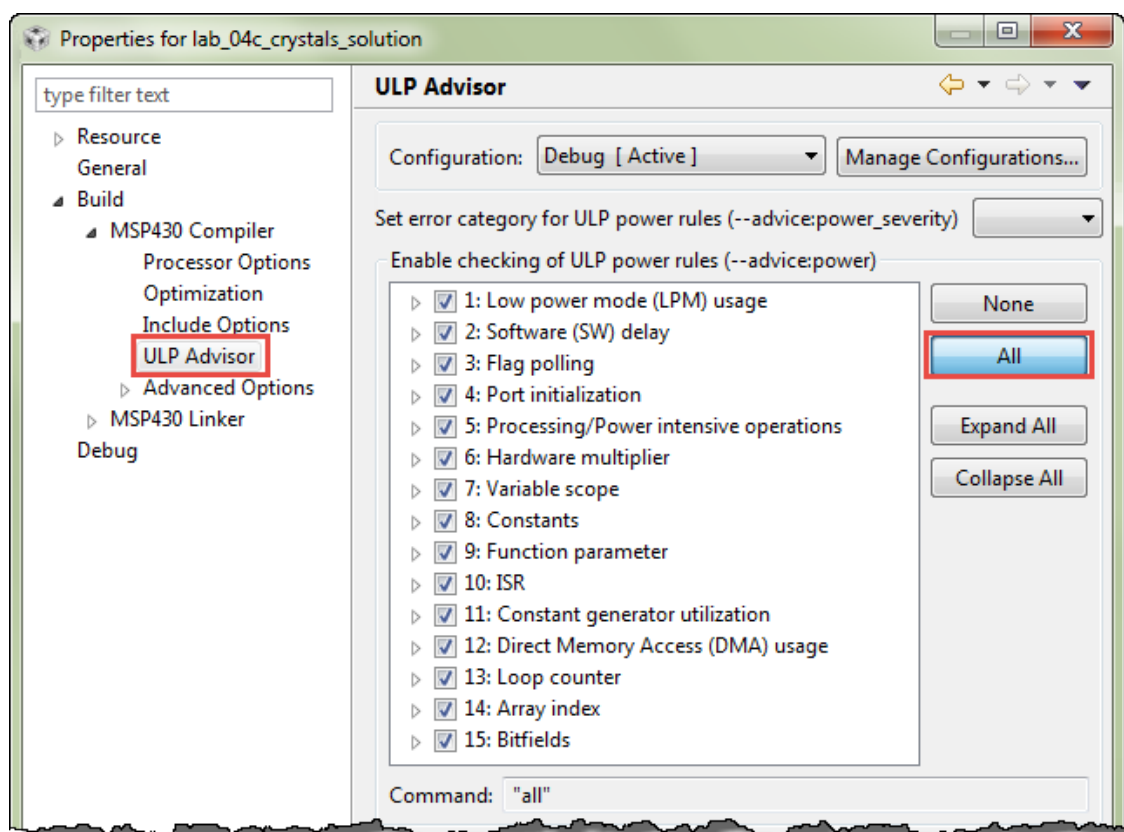 Properties for lab_04c_crystals_solution
type filter text
Resource
General
Build
MSP430 Compiler
Processor Options
Optimization
Include Options
ULP Advisor
Advanced Options
MSP430 Linker
Debug
ULP Advisor
Configuration: Debug [ Active ] Manage Configurations...
Set error category for ULP power rules (--advice:power_severity)
Enable checking of ULP power rules (--advice:power)
1: Low power mode (LPM) usage
2: Software (SW) delay
3: Flag polling
4: Port initialization
5: Processing/Power intensive operations
6: Hardware multiplier
7: Variable scope
8: Constants
9: Function parameter
10: ISR
11: Constant generator utilization
12: Direct Memory Access (DMA) usage
13: Loop counter
14: Array index
15: Bitfields
None
All
Expand All
Collapse All
Command: "all"